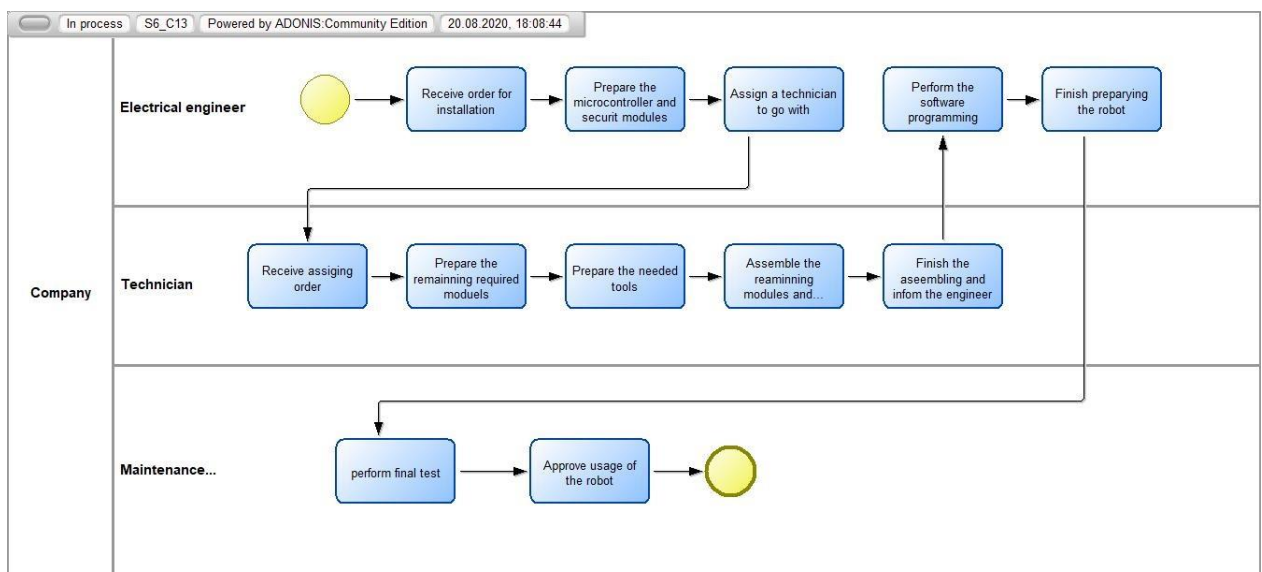 In process S6_C13 Powered by ADONIS:Community Edition 20.08.2020, 18:08:44
Company
Electrical engineer
Receive order for
installation
Prepare the
microcontroller and
securit modules
Assign a technician
to go with
Perform the
software
programming
Finish preparying
the robot
Technician
Receive assiging
order
Prepare the
remainning required
moduels
Prepare the needed
tools
Assemble the
reaminning
modules and...
Finish the
aseembling and
infom the engineer
Maintenance...
perform final test
Approve usage of
the robot